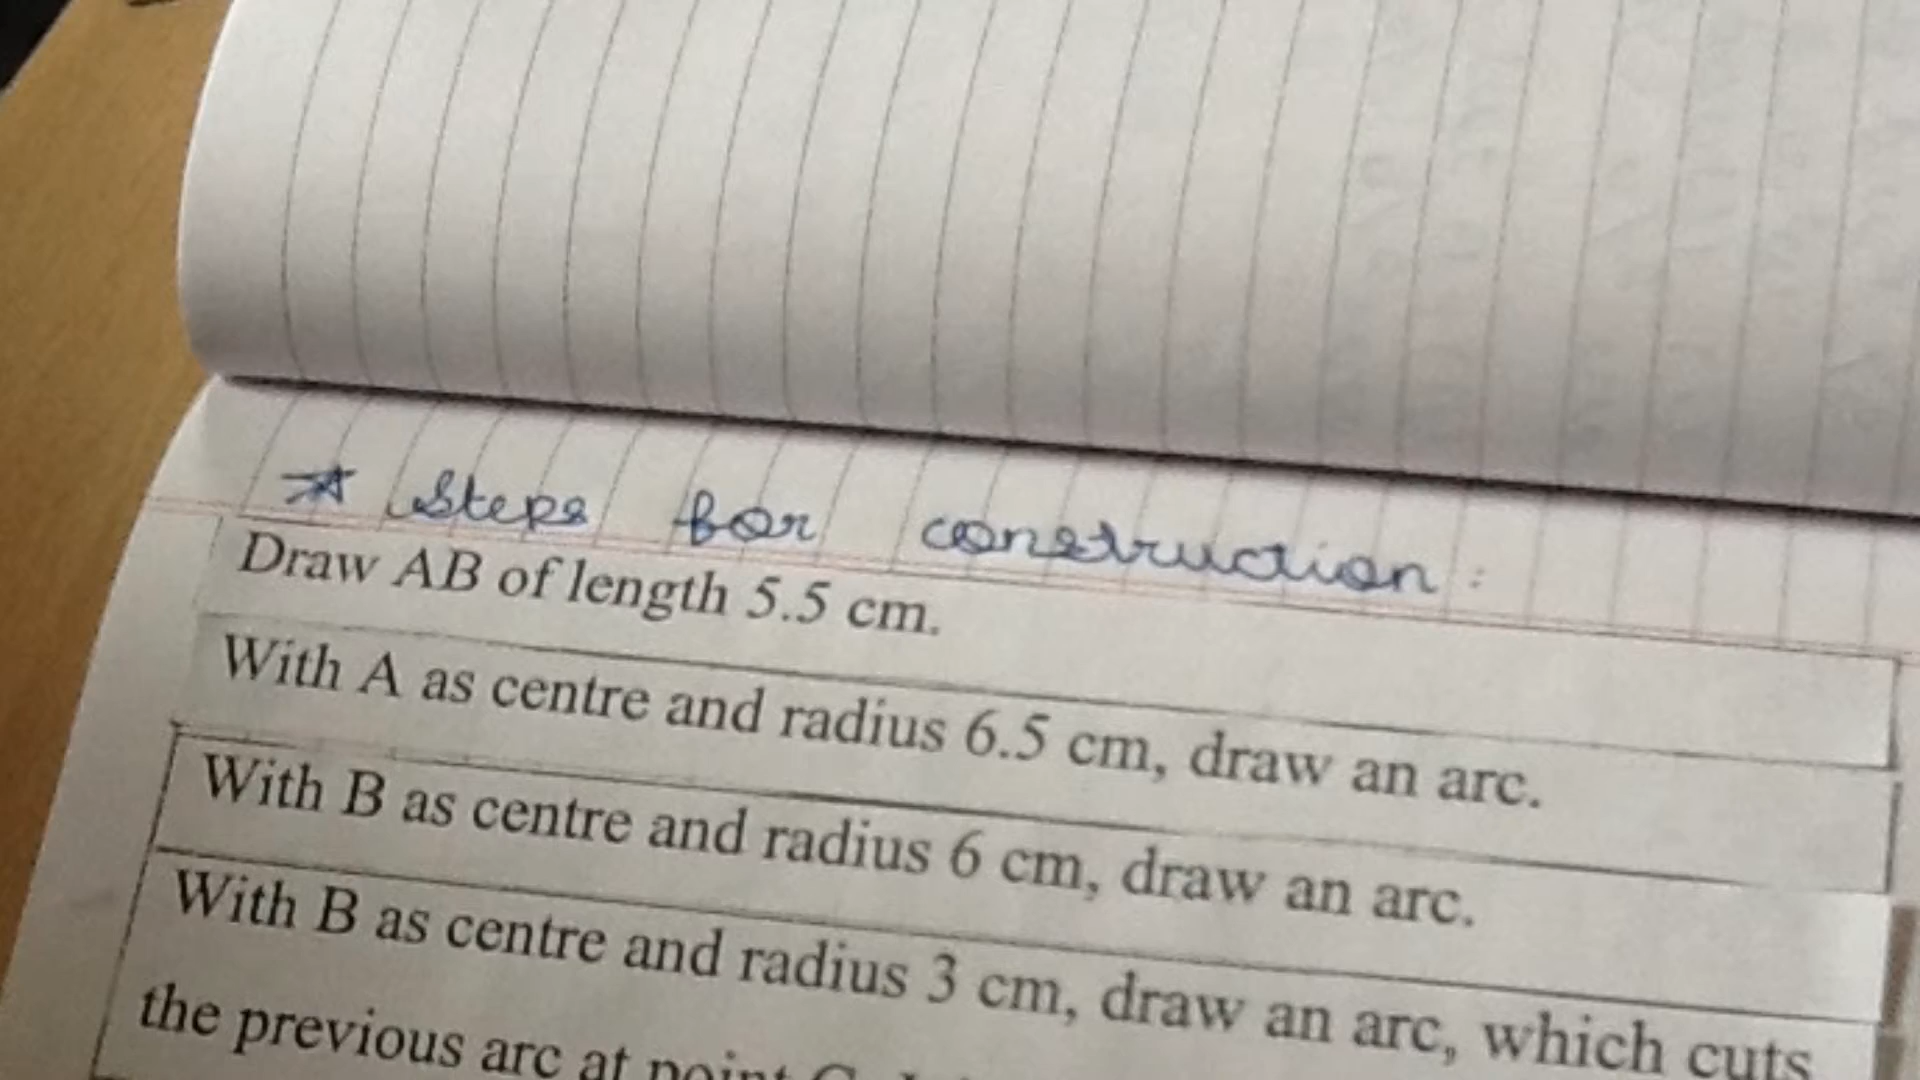 Steps for construction :
Draw AB of length 5.5 cm.
With A as centre and radius 6.5 cm, draw an arc.
With B as centre and radius 6 cm, draw an arc.
With B as centre and radius 3 cm, draw an arc, which cuts
the previous arc at point